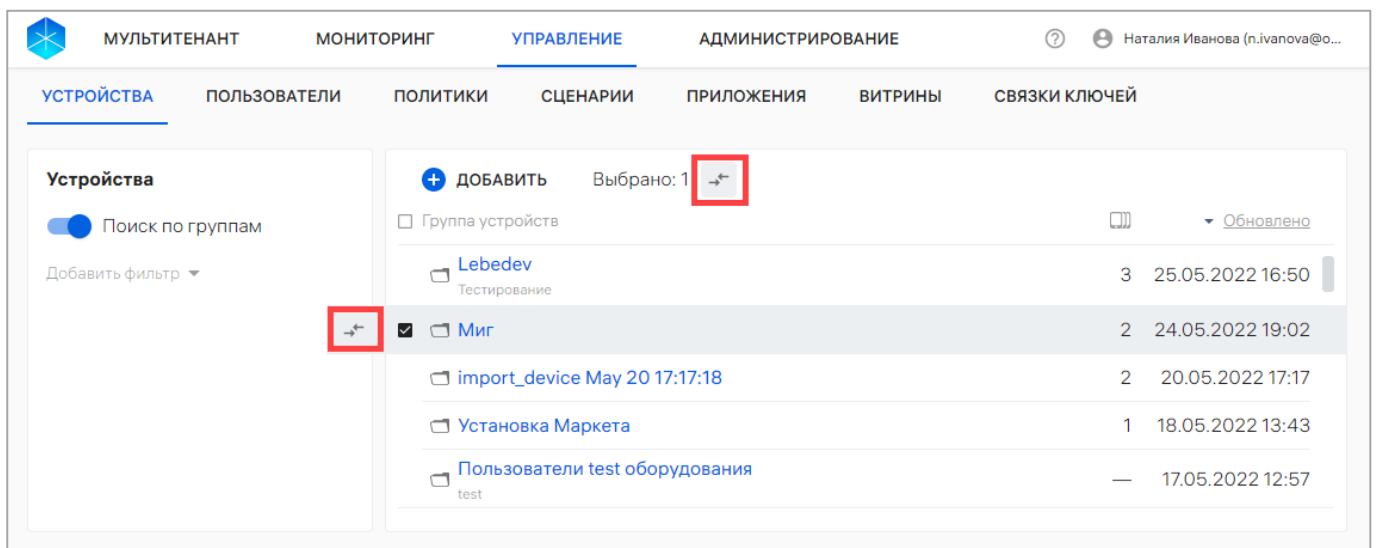 МУЛЬТИТЕНАНТ МОНИТОРИНГ УПРАВЛЕНИЕ АДМИНИСТРИРОВАНИЕ Наталия Иванова (n.ivanova@o...
УСТРОЙСТВА ПОЛЬЗОВАТЕЛИ ПОЛИТИКИ СЦЕНАРИИ ПРИЛОЖЕНИЯ ВИТРИНЫ СВЯЗКИ КЛЮЧЕЙ
Устройства
Поиск по группам
Добавить фильтр
ДОБАВИТЬ Выбрано: 1
Группа устройств Обновлено
Lebedev 3 25.05.2022 16:50
Тестирование
Миг 2 24.05.2022 19:02
import_device May 20 17:17:18 2 20.05.2022 17:17
Установка Маркета 1 18.05.2022 13:43
Пользователи test оборудования — 17.05.2022 12:57
test